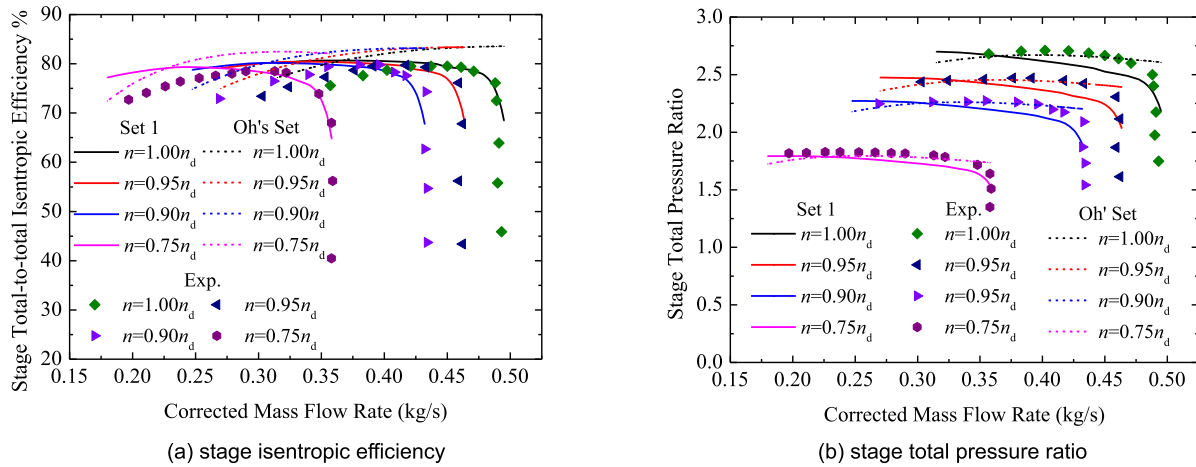 Stage Total-to-total Isentropic Efficiency %
100
90
80
70
60
50
40
30
20
0.15 0.20 0.25 0.30 0.35 0.40 0.45 0.50
Corrected Mass Flow Rate (kg/s)
Set 1 Oh's Set
n=1.00nd n=1.00nd
n=0.95nd n=0.95nd
n=0.90nd n=0.90nd
n=0.75nd n=0.75nd
Exp.
n=1.00nd n=0.95nd
n=0.90nd n=0.75nd
(a) stage isentropic efficiency
Stage Total Pressure Ratio
3.0
2.5
2.0
1.5
1.0
0.5
0.0
0.15 0.20 0.25 0.30 0.35 0.40 0.45 0.50
Corrected Mass Flow Rate (kg/s)
Set 1 Exp. Oh' Set
n=1.00nd n=1.00nd n=1.00nd
n=0.95nd n=0.95nd n=0.95nd
n=0.90nd n=0.95nd n=0.90nd
n=0.75nd n=0.75nd n=0.75nd
(b) stage total pressure ratio